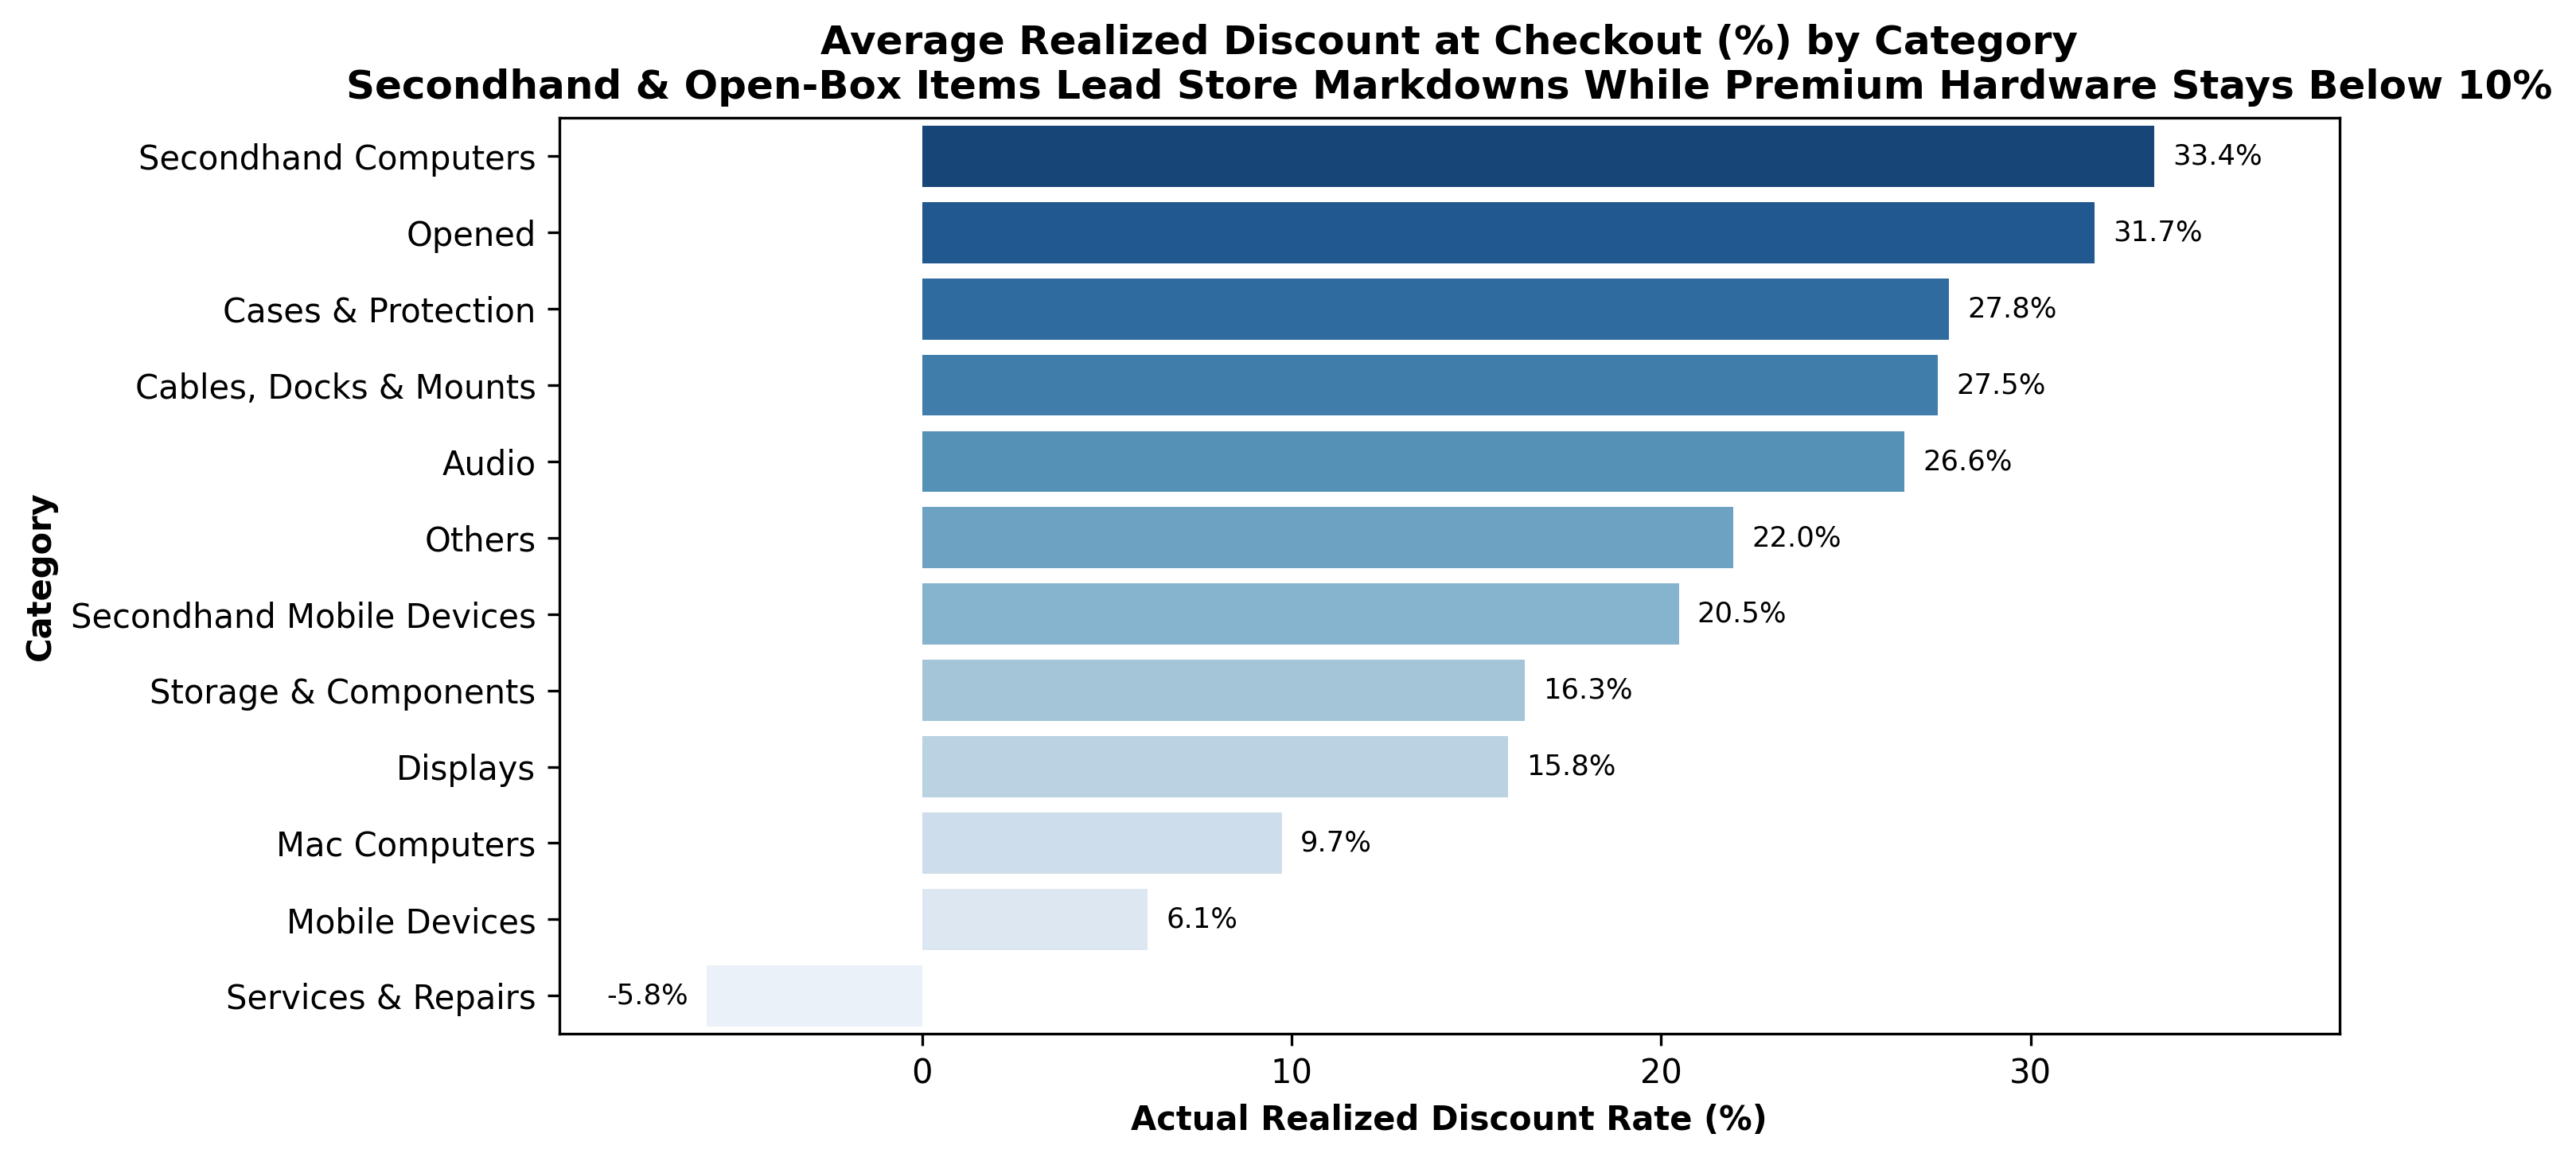 Average Realized Discount at Checkout (%) by Category
Secondhand & Open-Box Items Lead Store Markdowns While Premium Hardware Stays Below 10%
Category
Secondhand Computers 33.4%
Opened 31.7%
Cases & Protection 27.8%
Cables, Docks & Mounts 27.5%
Audio 26.6%
Others 22.0%
Secondhand Mobile Devices 20.5%
Storage & Components 16.3%
Displays 15.8%
Mac Computers 9.7%
Mobile Devices 6.1%
Services & Repairs -5.8%
0 10 20 30
Actual Realized Discount Rate (%)